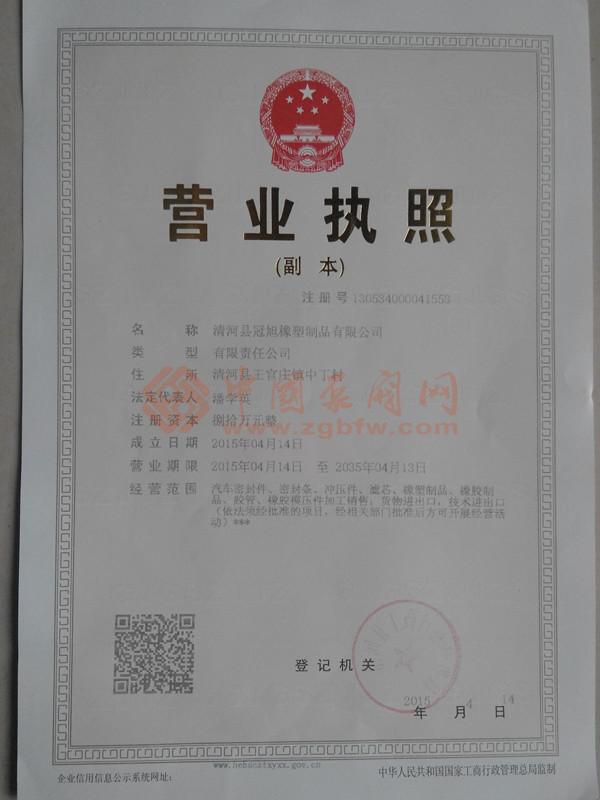 营业执照
(副 本)
注册号 130534000041553
名 称 清河县冠旭橡塑制品有限公司
类 型 有限责任公司
住 所 清河县王官庄镇中丁村
法定代表人 潘学英
注册资本 捌拾万元整
成立日期 2015年04月14日
营业期限 2015年04月14日 至 2035年04月13日
经营范围 汽车密封件、密封条、冲压件、滤芯、橡塑制品、橡胶制
品、胶管、橡胶模压件加工销售；货物进出口，技术进出口
（依法须经批准的项目，经相关部门批准后方可开展经营活
动）***
中国泵阀网
www.zgbfw.com
登记机关
2015年 4月 14日
www.hebscztxyxx.gov.cn
企业信用信息公示系统网址：
中华人民共和国国家工商行政管理总局监制